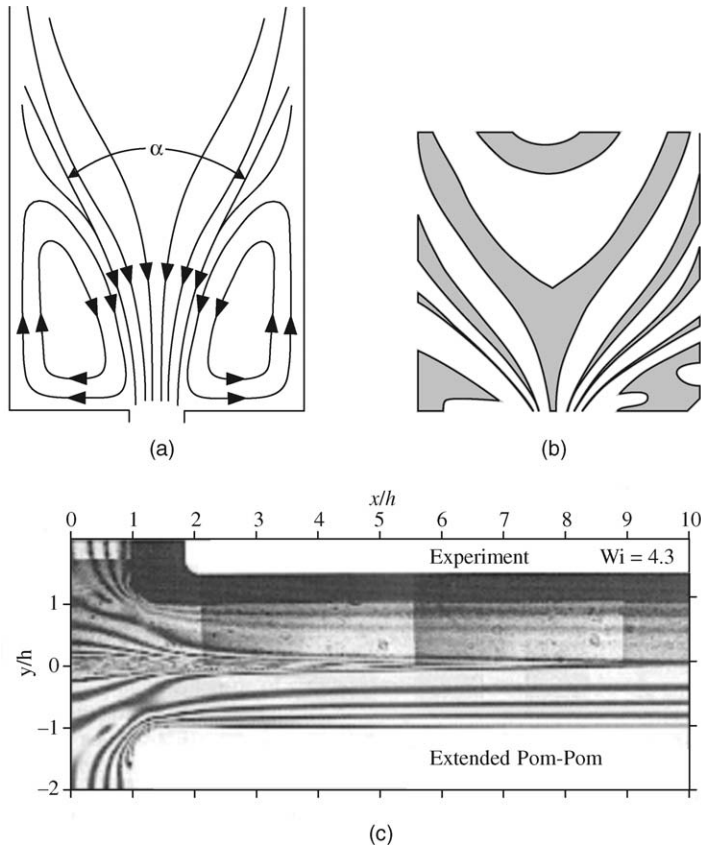 α
(a)
(b)
x/h
0 1 2 3 4 5 6 7 8 9 10
Experiment Wi = 4.3
y/h
1
0
−1
−2
Extended Pom-Pom
(c)